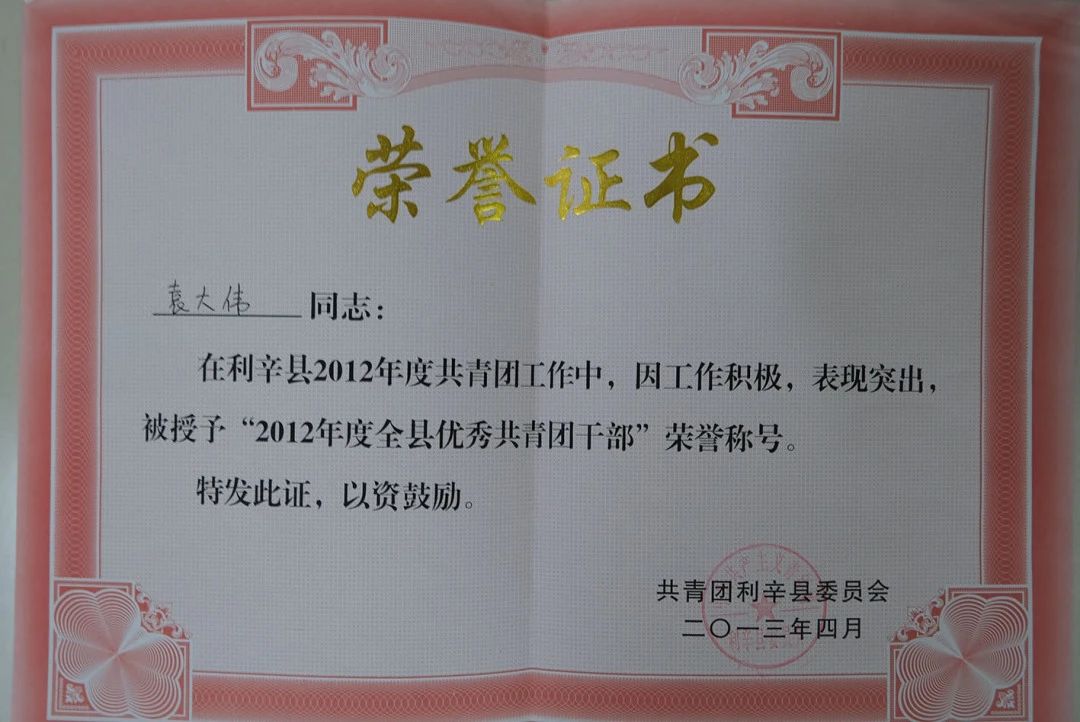 荣誉证书
袁大伟 同志：
在利辛县2012年度共青团工作中，因工作积极，表现突出，
被授予“2012年度全县优秀共青团干部”荣誉称号。
特发此证，以资鼓励。
共青团利辛县委员会
二〇一三年四月